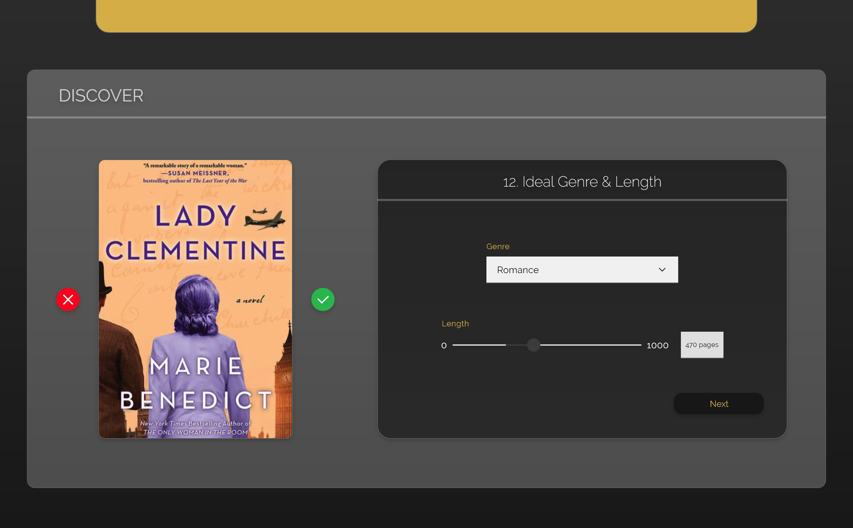 DISCOVER
"A remarkable story of a remarkable woman."
—SUSAN MEISSNER,
bestselling author of The Last Year of the War
LADY
CLEMENTINE
a novel
MARIE
BENEDICT
New York Times Bestselling Author of
THE ONLY WOMAN IN THE ROOM
12. Ideal Genre & Length
Genre
Romance
Length
0
1000
470 pages
Next